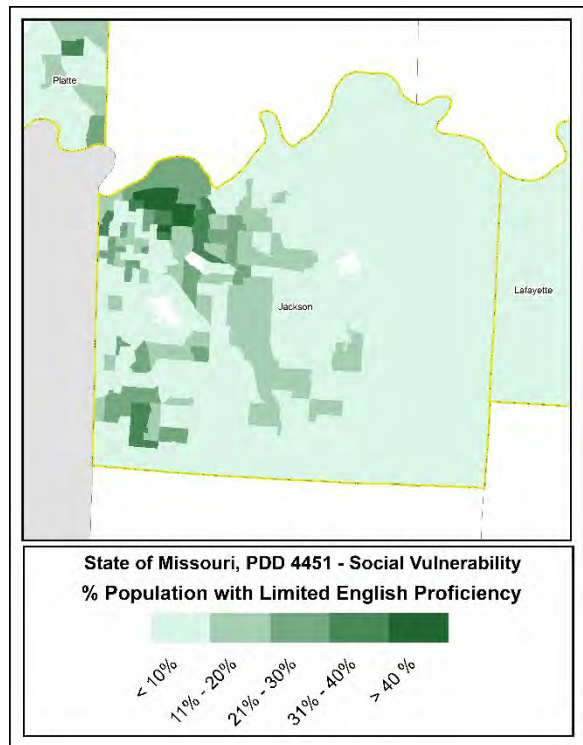 Platte
Jackson
Lafayette
State of Missouri, PDD 4451 - Social Vulnerability
% Population with Limited English Proficiency
< 10%
11% - 20%
21% - 30%
31% - 40%
> 40 %